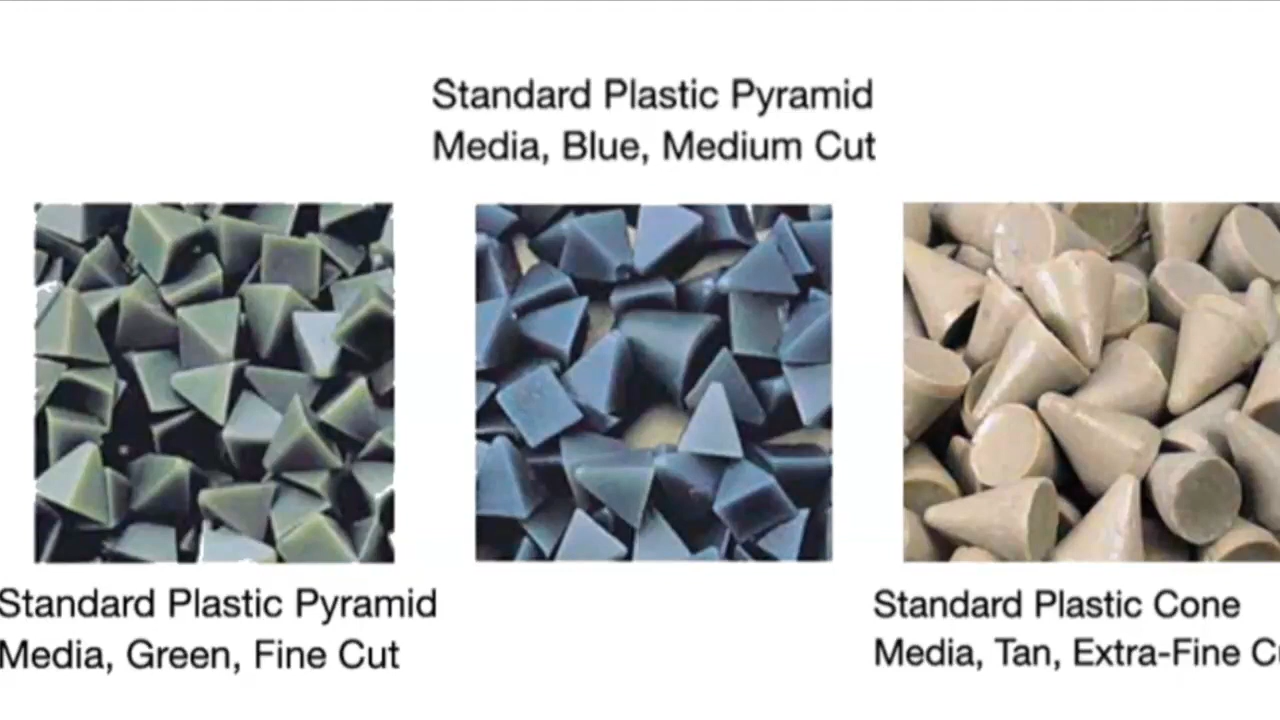 Standard Plastic Pyramid
Media, Blue, Medium Cut
Standard Plastic Pyramid
Media, Green, Fine Cut
Standard Plastic Cone
Media, Tan, Extra-Fine